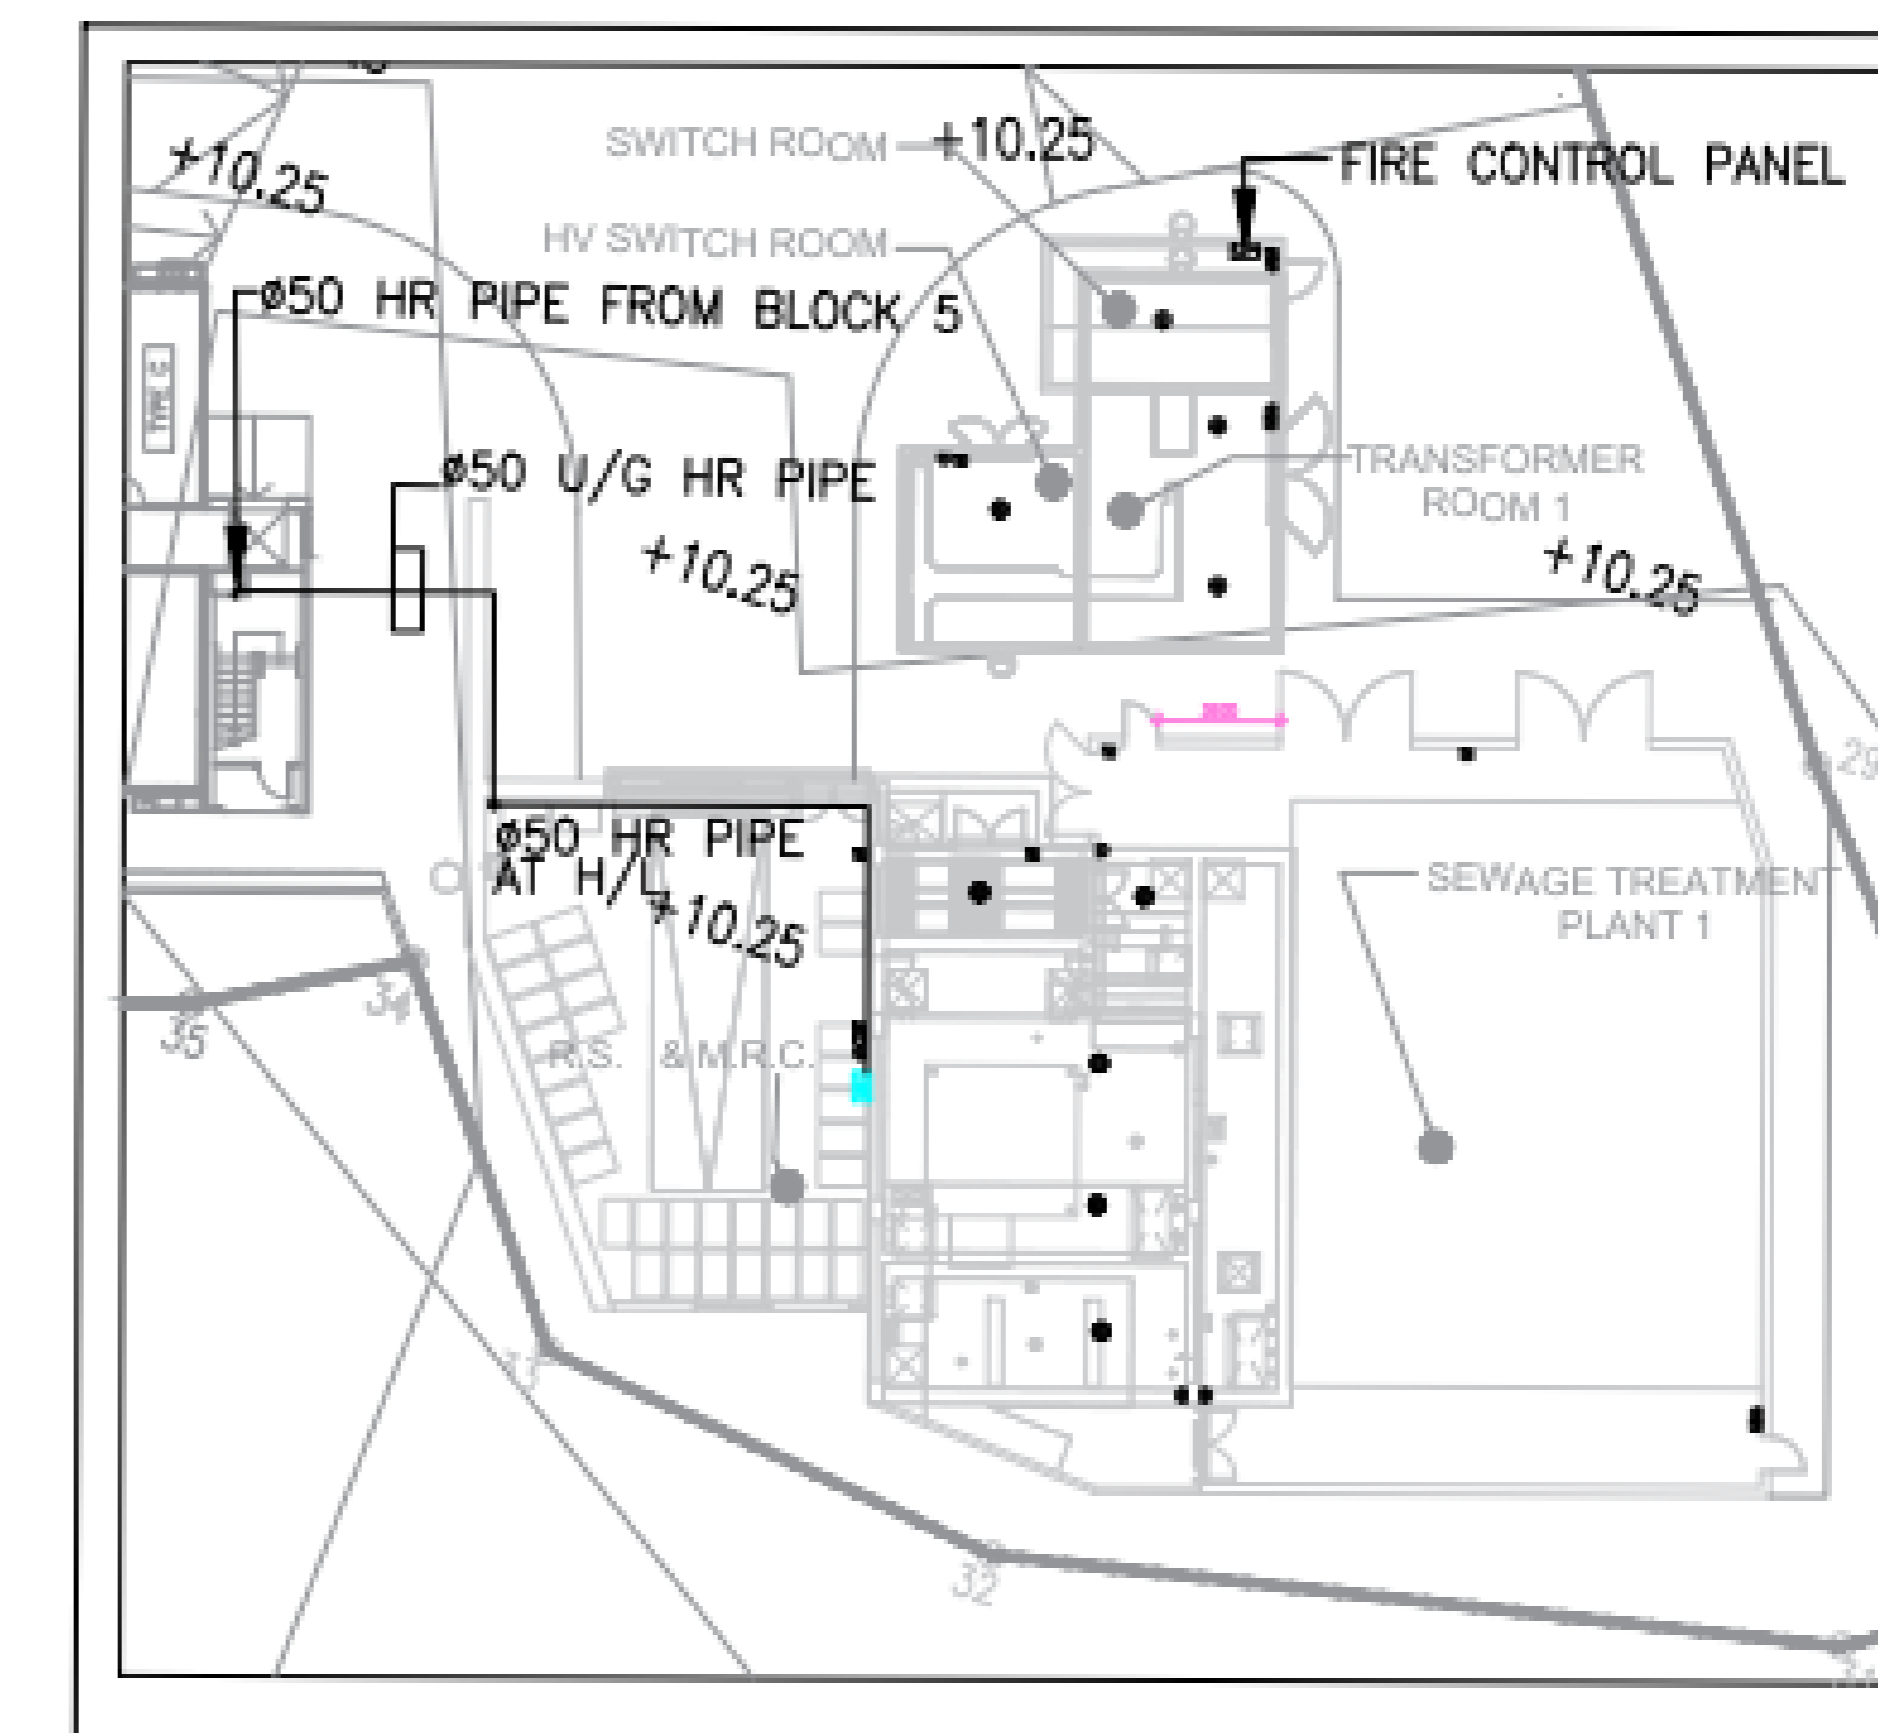 +10.25
SWITCH ROOM
+10.25
FIRE CONTROL PANEL
HV SWITCH ROOM
ø50 HR PIPE FROM BLOCK 5
TYPE C
ø50 U/G HR PIPE
TRANSFORMER
ROOM 1
+10.25
+10.25
29
ø50 HR PIPE
AT H/L
+10.25
SEWAGE TREATMENT
PLANT 1
34
35
R.S. & M.R.C.
32